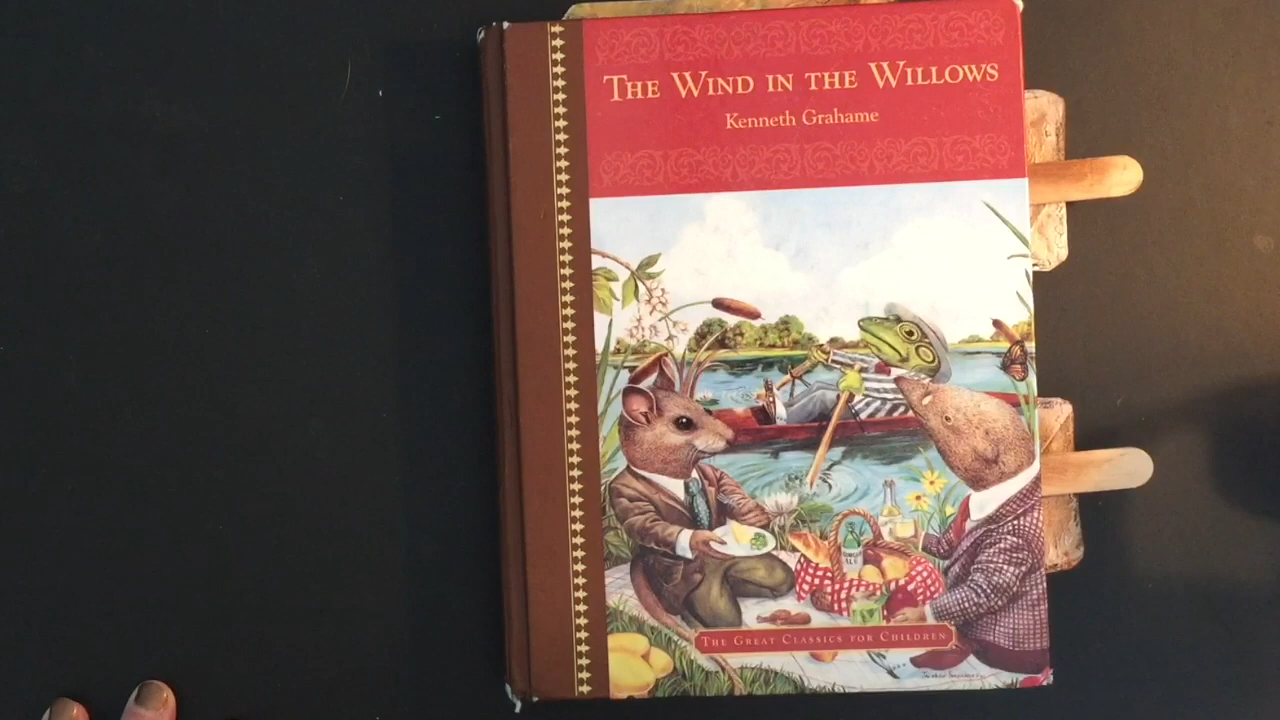 THE WIND IN THE WILLOWS
Kenneth Grahame
THE GREAT CLASSICS FOR CHILDREN